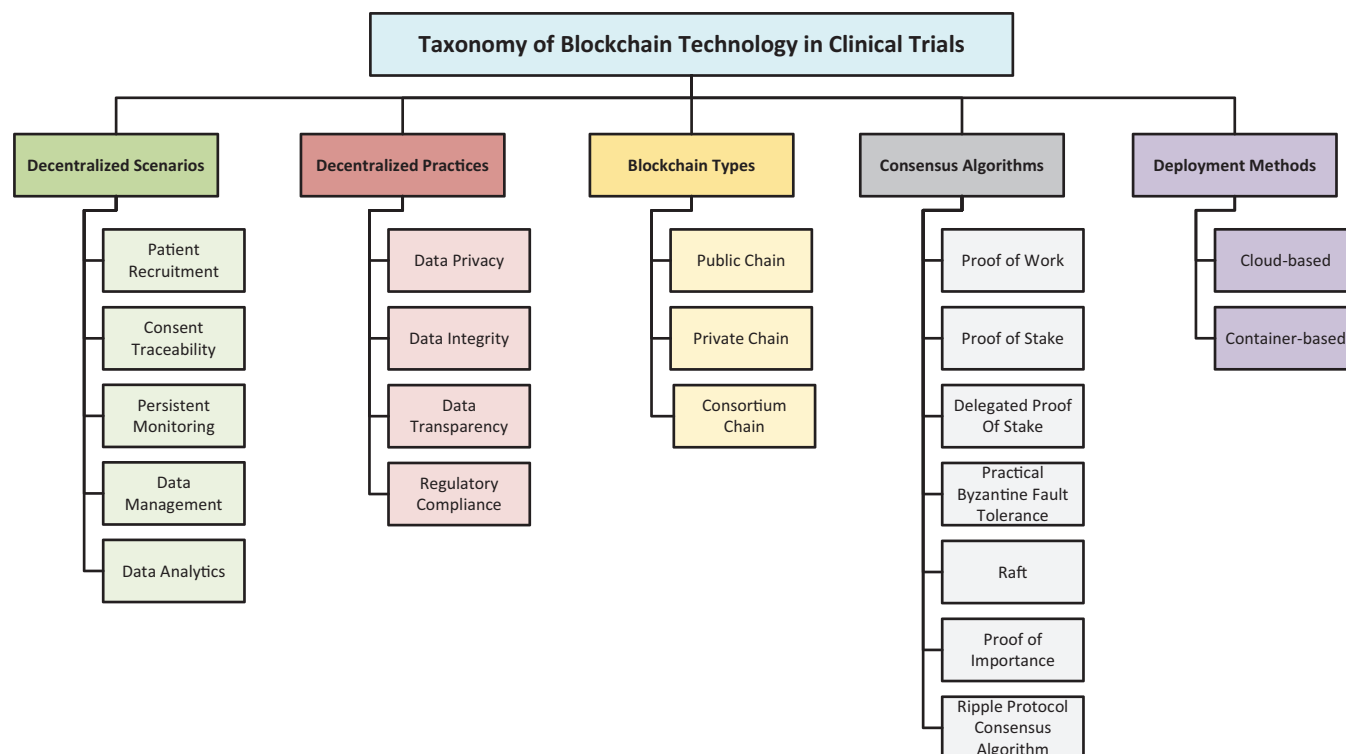 Taxonomy of Blockchain Technology in Clinical Trials
Decentralized Scenarios
Patient
Recruitment
Consent
Traceability
Persistent
Monitoring
Data
Management
Data Analytics
Decentralized Practices
Data Privacy
Data Integrity
Data
Transparency
Regulatory
Compliance
Blockchain Types
Public Chain
Private Chain
Consortium
Chain
Consensus Algorithms
Proof of Work
Proof of Stake
Delegated Proof
Of Stake
Practical
Byzantine Fault
Tolerance
Raft
Proof of
Importance
Ripple Protocol
Consensus
Algorithm
Deployment Methods
Cloud-based
Container-based